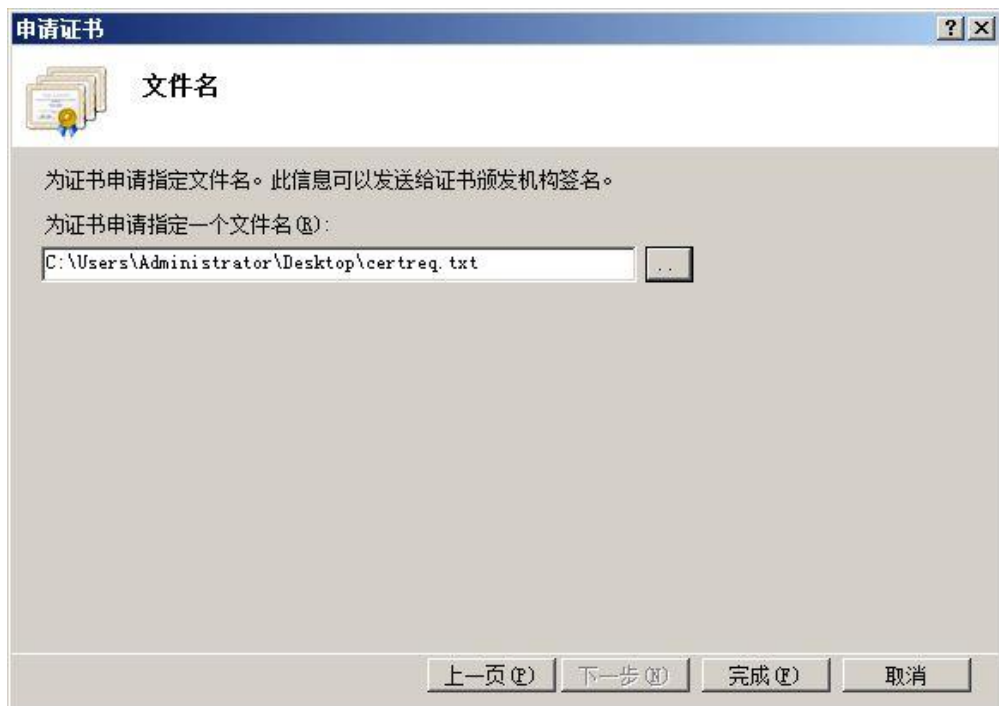 申请证书
文件名
为证书申请指定文件名。此信息可以发送给证书颁发机构签名。
为证书申请指定一个文件名(R):
C:\Users\Administrator\Desktop\certreq.txt
..
上一页(P) 下一步(N) 完成(F) 取消